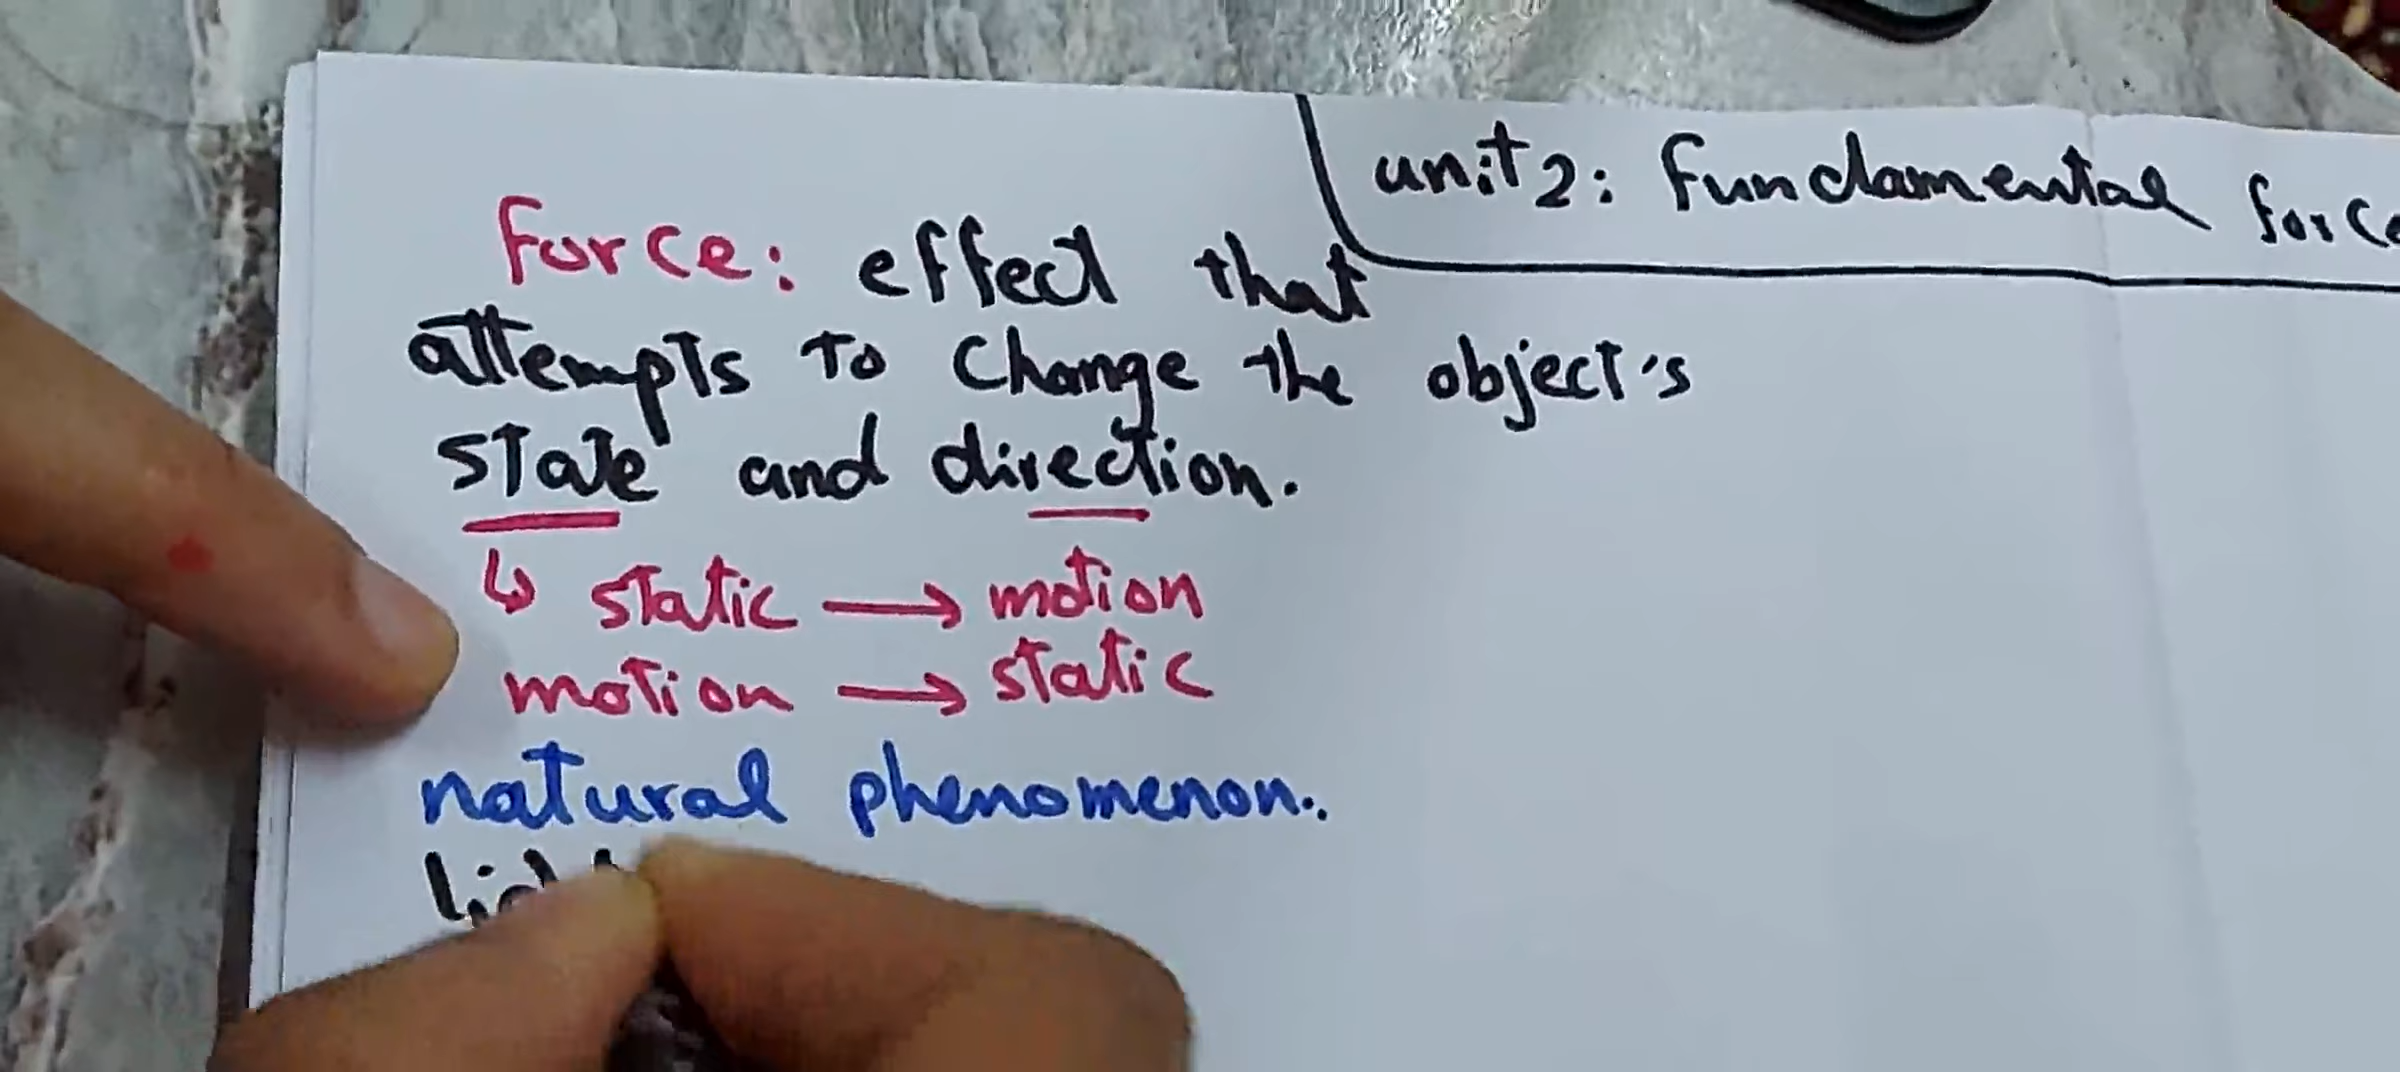 unit 2: Fundamental force
Force: effect that
attempts to change the object's
state and direction.
↳ static → motion
motion → static
natural phenomenon: